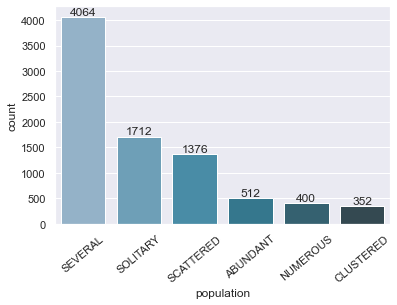 4064
4000
3500
3000
2500
2000
1500
1000
500
0
count
1712
1376
512
400
352
SEVERAL
SOLITARY
SCATTERED
ABUNDANT
NUMEROUS
CLUSTERED
population